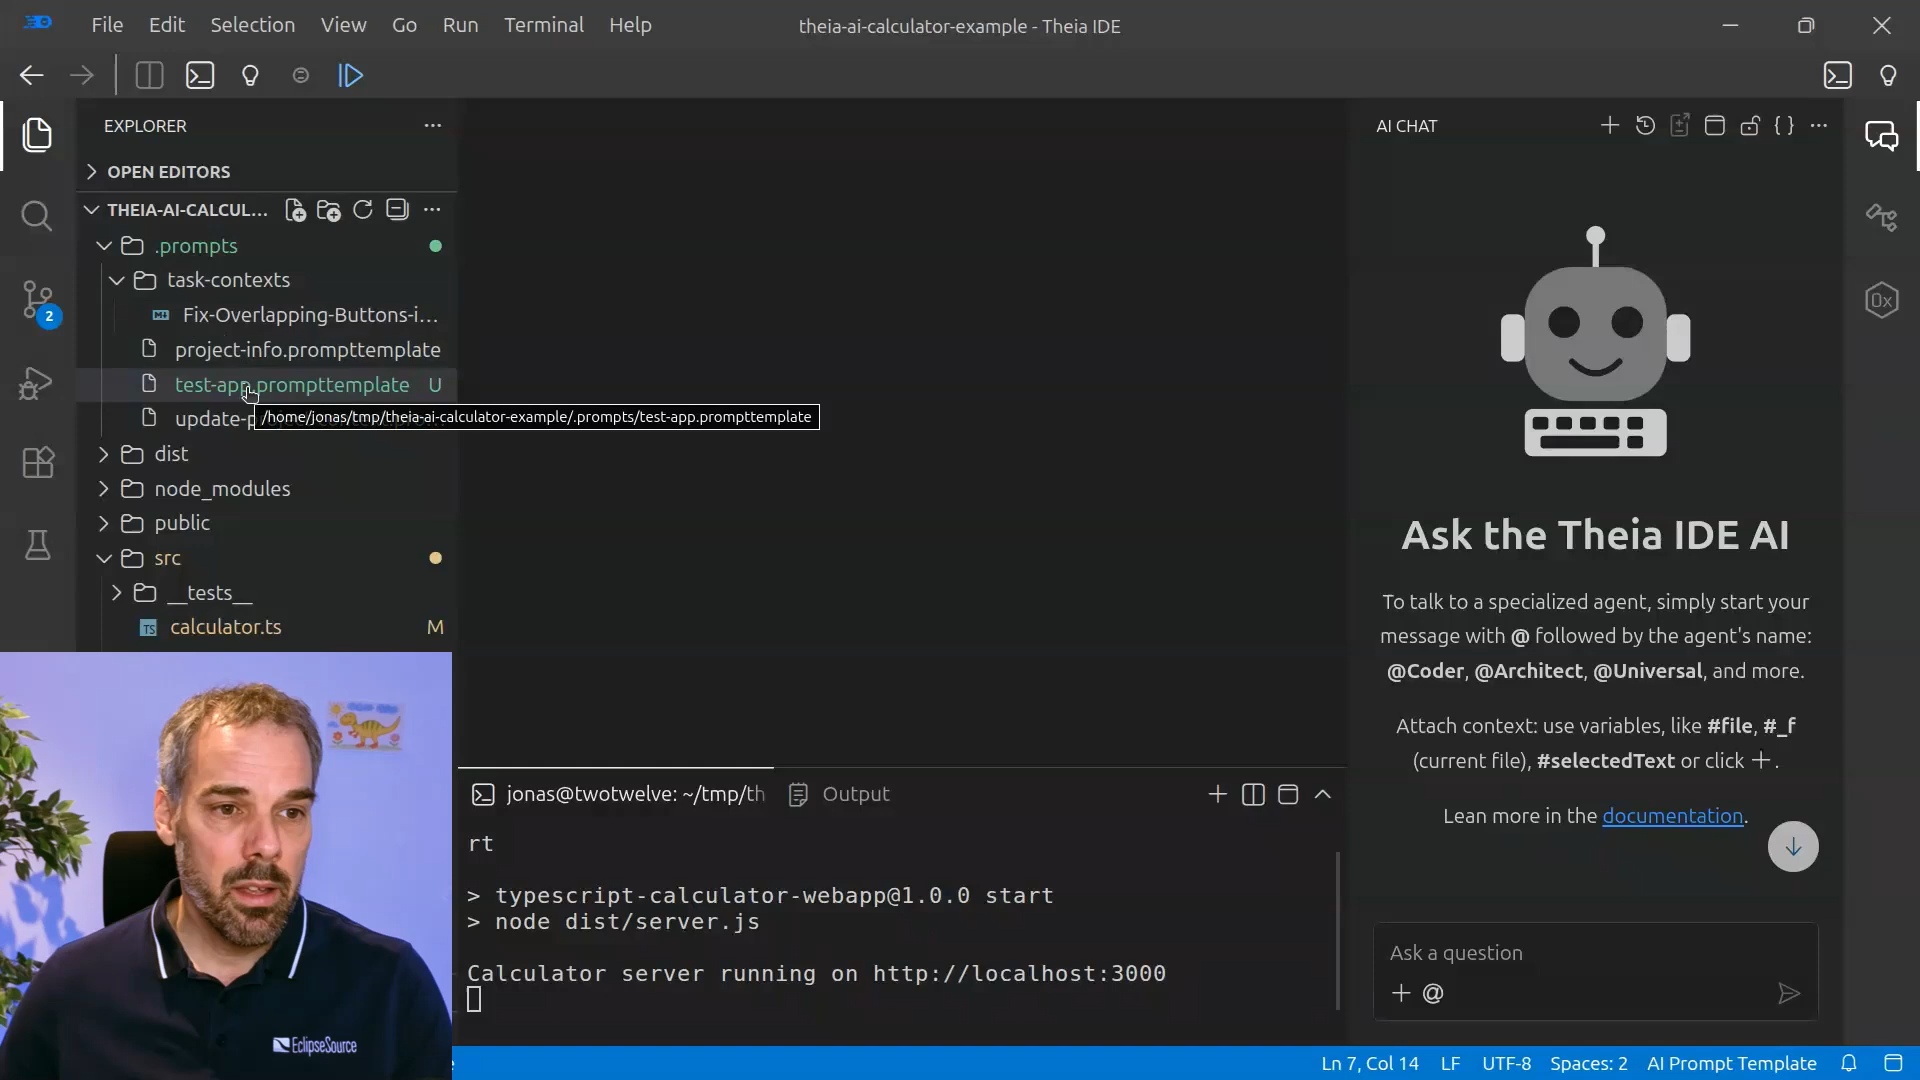 File Edit Selection View Go Run Terminal Help
theia-ai-calculator-example - Theia IDE
EXPLORER
OPEN EDITORS
THEIA-AI-CALCUL...
.prompts
task-contexts
Fix-Overlapping-Buttons-i...
project-info.prompttemplate
test-app.prompttemplate U
/home/jonas/tmp/theia-ai-calculator-example/.prompts/test-app.prompttemplate
dist
node_modules
public
src
__tests__
TS calculator.ts M
2
jonas@twotwelve: ~/tmp/th
Output
rt
> typescript-calculator-webapp@1.0.0 start
> node dist/server.js
Calculator server running on http://localhost:3000
AI CHAT
Ask the Theia IDE AI
To talk to a specialized agent, simply start your
message with @ followed by the agent's name:
@Coder, @Architect, @Universal, and more.
Attach context: use variables, like #file, #_f
(current file), #selectedText or click +.
Lean more in the documentation.
Ask a question
+ @
0x
EclipseSource
Ln 7, Col 14 LF UTF-8 Spaces: 2 AI Prompt Template